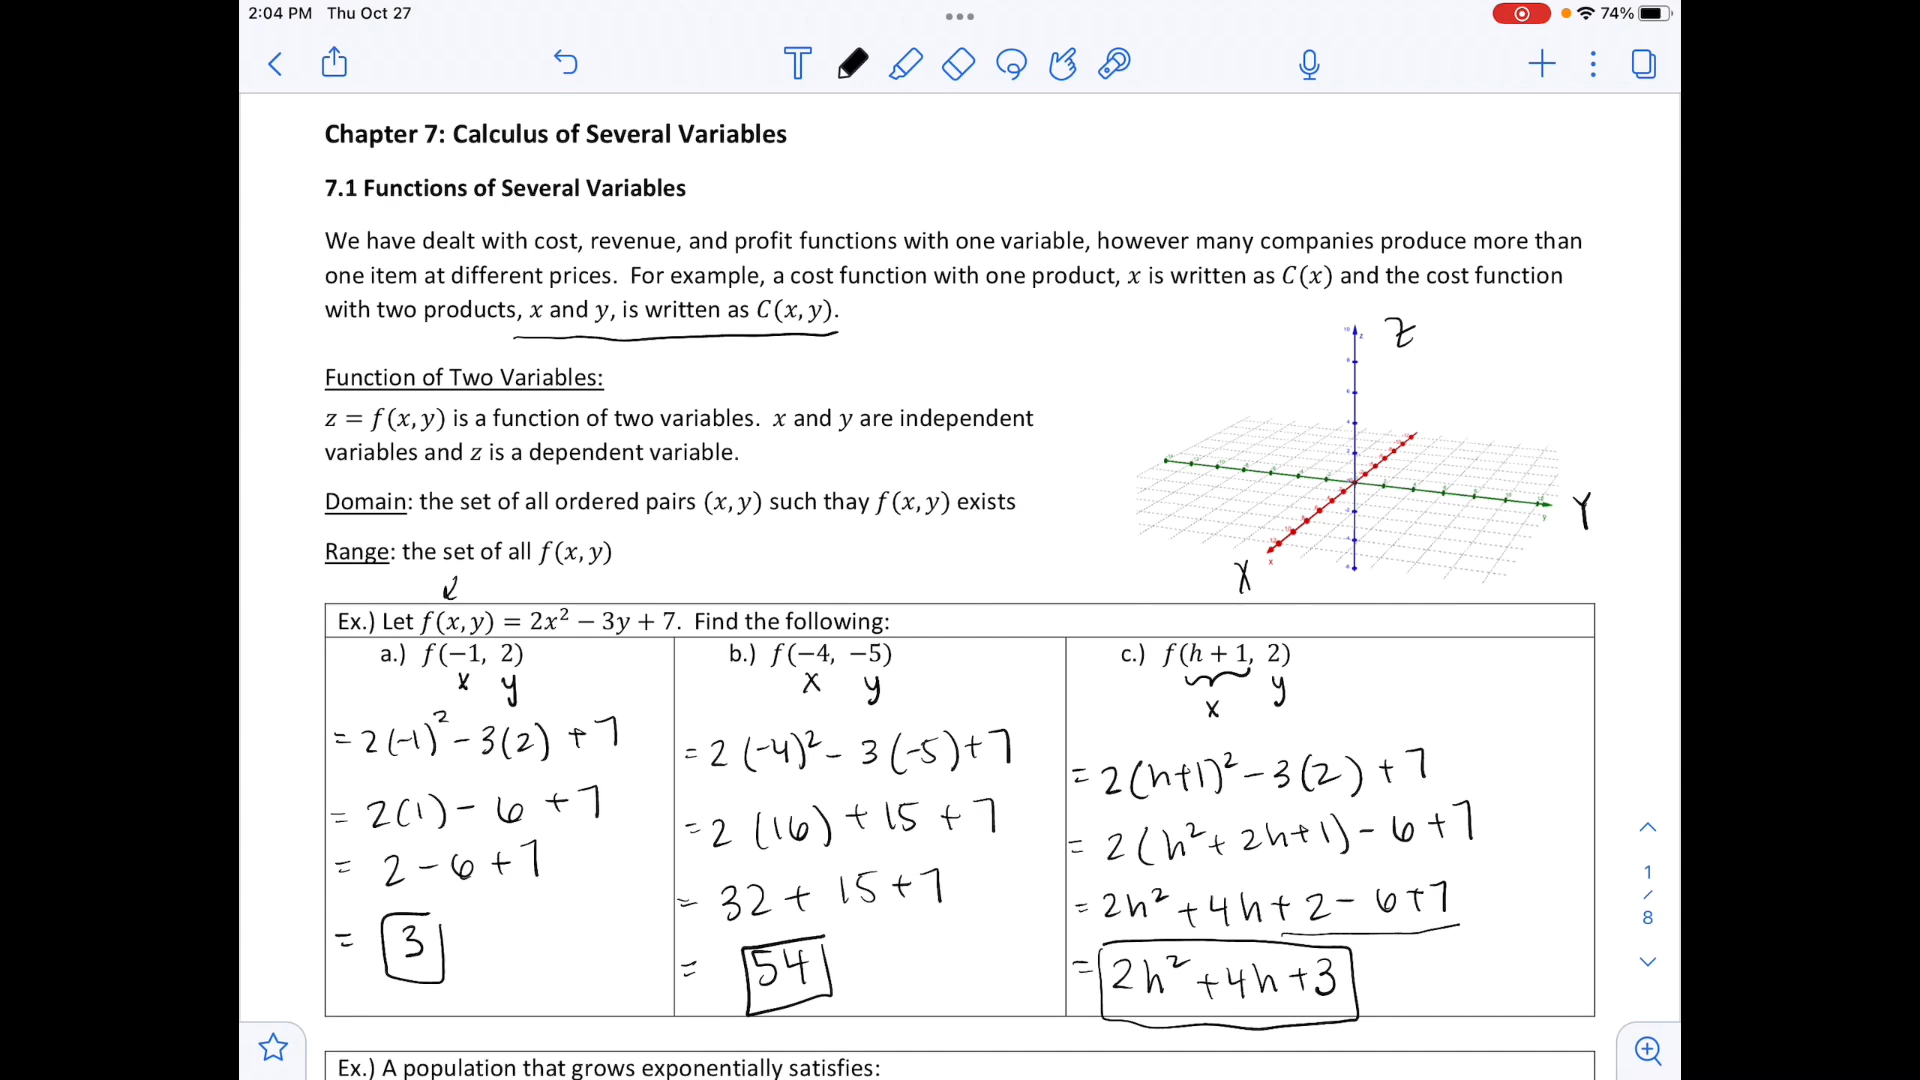 2:04 PM Thu Oct 27
74%
Chapter 7: Calculus of Several Variables
7.1 Functions of Several Variables
We have dealt with cost, revenue, and profit functions with one variable, however many companies produce more than
one item at different prices. For example, a cost function with one product, x is written as C(x) and the cost function
with two products, x and y, is written as C(x, y).
Z
Function of Two Variables:
z = f(x, y) is a function of two variables. x and y are independent
variables and z is a dependent variable.
Domain: the set of all ordered pairs (x, y) such thay f(x, y) exists
Y
Range: the set of all f(x, y)
X
Ex.) Let f(x, y) = 2x² − 3y + 7. Find the following:
a.) f(−1, 2)
x y
= 2(-1)² - 3(2) + 7
= 2(1) - 6 + 7
= 2 - 6 + 7
= 3
b.) f(−4, −5)
x y
= 2(-4)² - 3(-5) + 7
= 2(16) + 15 + 7
= 32 + 15 + 7
= 54
c.) f(h + 1, 2)
x y
= 2(h+1)² - 3(2) + 7
= 2(h² + 2h + 1) - 6 + 7
= 2h² + 4h + 2 - 6 + 7
= 2h² + 4h + 3
1
/
8
Ex.) A population that grows exponentially satisfies: